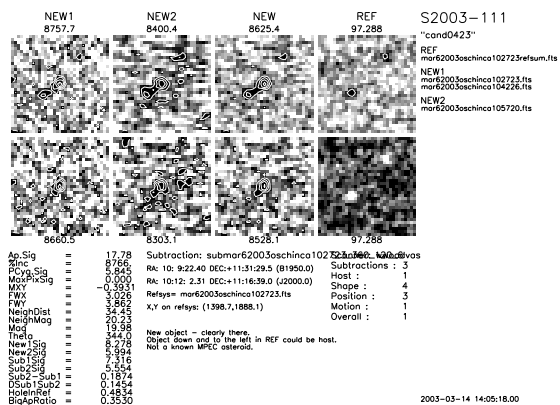 NEW1 NEW2 NEW REF S2003-111
8757.7 8400.4 8625.4 97.288
"cand0423"
REF
mar62003oschinca102723refsum.fts
NEW1
mar62003oschinca102723.fts
mar62003oschinca104226.fts
NEW2
mar62003oschinca105720.fts
8660.5 8303.1 8528.1 97.288
Ap.Sig = 17.78
%Inc = 8766.
PCyg.Sig = 5.845
MaxPixSig = 0.000
MXY = -0.3931
FWX = 3.026
FWY = 3.862
NeighDist = 34.45
NeighMag = 20.23
Mag = 19.98
Theta = 344.0
New1Sig = 8.278
New2Sig = 5.994
Sub1Sig = 7.316
Sub2Sig = 5.554
Sub2-Sub1 = 0.1874
DSub1Sub2 = 0.1454
HoleInRef = 0.4834
BigApRatio = 0.3530
Subtraction:
RA: 10: 9:22.40 DEC:+11:31:29.5 (B1950.0)
RA: 10:12: 2.31 DEC:+11:16:39.0 (J2000.0)
Refsys= mar62003oschinca102723.fts
X,Y on refsys: (1398.7,1888.1)
New object - clearly there.
Object down and to the left in REF could be host.
Not a known MPEC asteroid.
Subtractions : 3
Host : 1
Shape : 4
Position : 3
Motion : 1
Overall : 1
2003-03-14 14:05:18.00